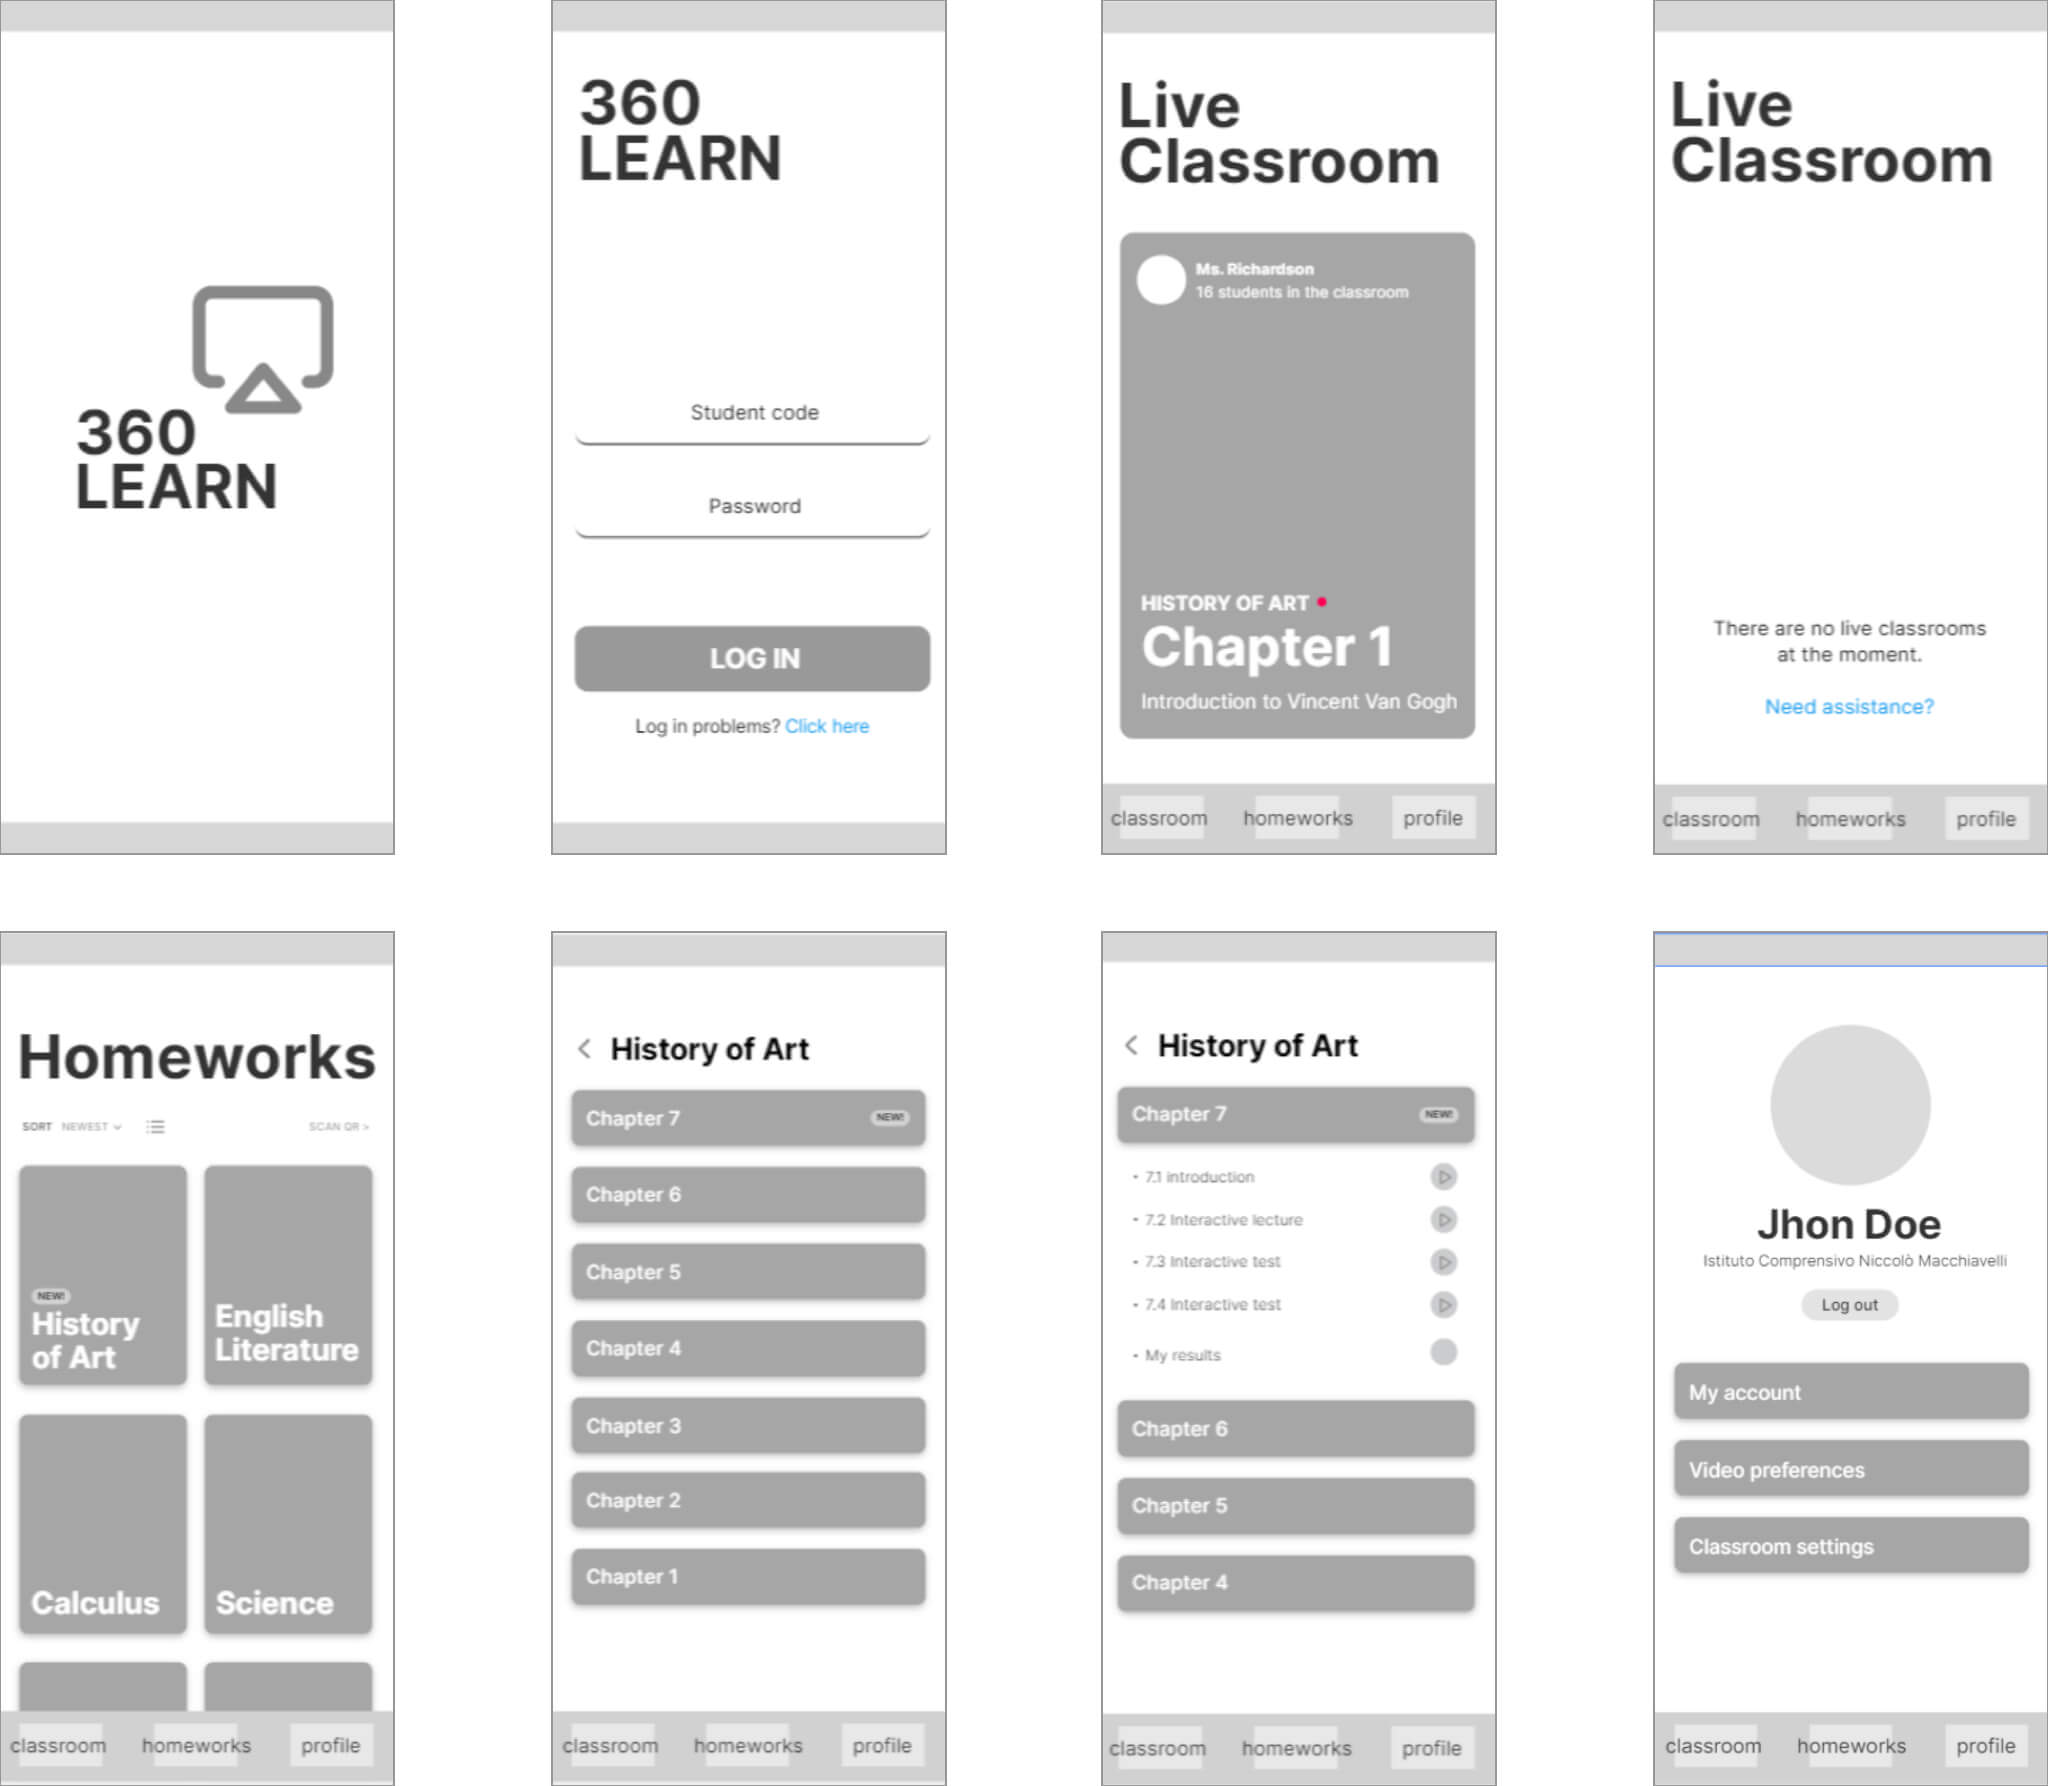 360
LEARN
360
LEARN
Student code
Password
LOG IN
Log in problems? Click here
Live
Classroom
Ms. Richardson
16 students in the classroom
HISTORY OF ART
Chapter 1
Introduction to Vincent Van Gogh
classroom homeworks profile
Live
Classroom
There are no live classrooms
at the moment.
Need assistance?
classroom homeworks profile
Homeworks
SORT NEWEST SCAN QR >
NEW!
History
of Art
English
Literature
Calculus
Science
classroom homeworks profile
< History of Art
Chapter 7 NEW!
Chapter 6
Chapter 5
Chapter 4
Chapter 3
Chapter 2
Chapter 1
classroom homeworks profile
< History of Art
Chapter 7 NEW!
- 7.1 introduction
- 7.2 Interactive lecture
- 7.3 Interactive test
- 7.4 Interactive test
- My results
Chapter 6
Chapter 5
Chapter 4
classroom homeworks profile
Jhon Doe
Istituto Comprensivo Niccolò Macchiavelli
Log out
My account
Video preferences
Classroom settings
classroom homeworks profile